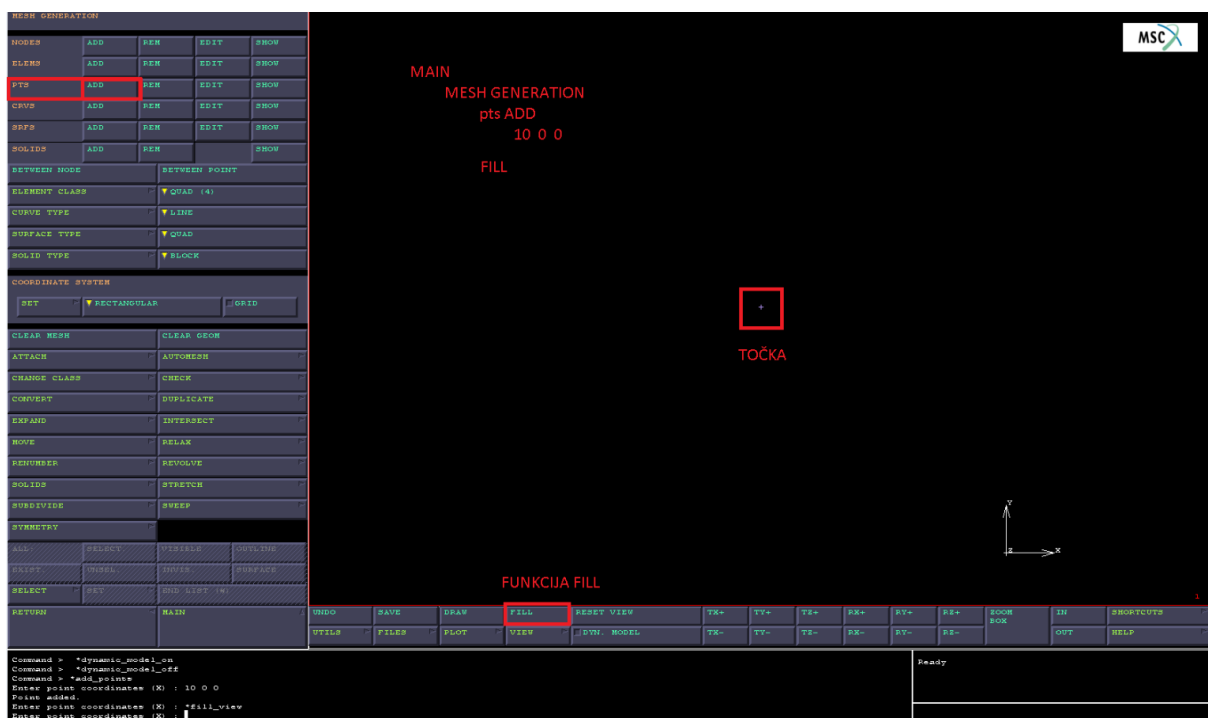 MESH GENERATION
NODES ADD REM EDIT SHOW
ELEMS ADD REM EDIT SHOW
PTS ADD REM EDIT SHOW
CRVS ADD REM EDIT SHOW
SRFS ADD REM EDIT SHOW
SOLIDS ADD REM SHOW
BETWEEN NODE BETWEEN POINT
ELEMENT CLASS QUAD (4)
CURVE TYPE LINE
SURFACE TYPE QUAD
SOLID TYPE BLOCK
COORDINATE SYSTEM
SET RECTANGULAR GRID
CLEAR MESH CLEAR GEOM
ATTACH AUTOMESH
CHANGE CLASS CHECK
CONVERT DUPLICATE
EXPAND INTERSECT
MOVE RELAX
RENUMBER REVOLVE
SOLIDS STRETCH
SUBDIVIDE SWEEP
SYMMETRY
ALL: SELECT VISIBLE OUTLINE
EXIST. UNSEL. INVIS. SURFACE
SELECT SET END LIST (#)
RETURN MAIN
MSC
MAIN
MESH GENERATION
pts ADD
10 0 0
FILL
TOČKA
Y
Z X
1
FUNKCIJA FILL
UNDO SAVE DRAW FILL RESET VIEW TX+ TY+ TZ+ RX+ RY+ RZ+ ZOOM BOX IN SHORTCUTS
UTILS FILES PLOT VIEW DYN. MODEL TX- TY- TZ- RX- RY- RZ- OUT HELP
Command > *dynamic_model_on
Command > *dynamic_model_off
Command > *add_points
Enter point coordinates (X) : 10 0 0
Point added.
Enter point coordinates (X) : *fill_view
Enter point coordinates (X) :
Ready